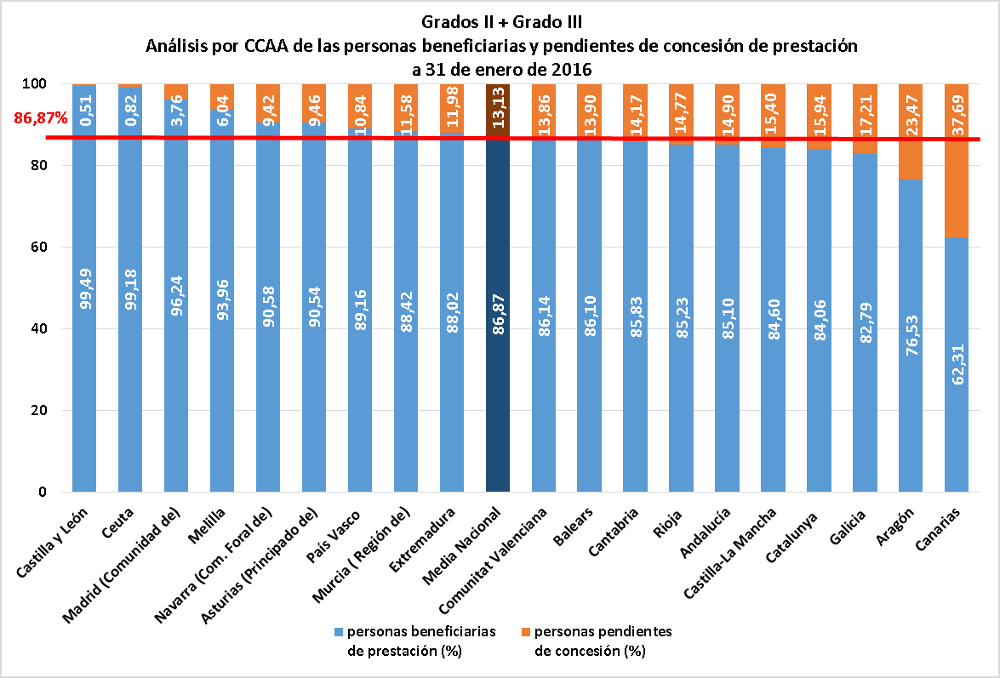 Grados II + Grado III
Análisis por CCAA de las personas beneficiarias y pendientes de concesión de prestación
a 31 de enero de 2016
100
80
60
40
20
0
86,87%
0,51
0,82
3,76
6,04
9,42
9,46
10,84
11,58
11,98
13,13
13,86
13,90
14,17
14,77
14,90
15,40
15,94
17,21
23,47
37,69
99,49
99,18
96,24
93,96
90,58
90,54
89,16
88,42
88,02
86,87
86,14
86,10
85,83
85,23
85,10
84,60
84,06
82,79
76,53
62,31
Castilla y León
Ceuta
Madrid (Comunidad de)
Melilla
Navarra (Com. Foral de)
Asturias (Principado de)
País Vasco
Murcia ( Región de)
Extremadura
Media Nacional
Comunitat Valenciana
Balears
Cantabria
Rioja
Andalucía
Castilla-La Mancha
Catalunya
Galicia
Aragón
Canarias
personas beneficiarias
de prestación (%)
personas pendientes
de concesión (%)